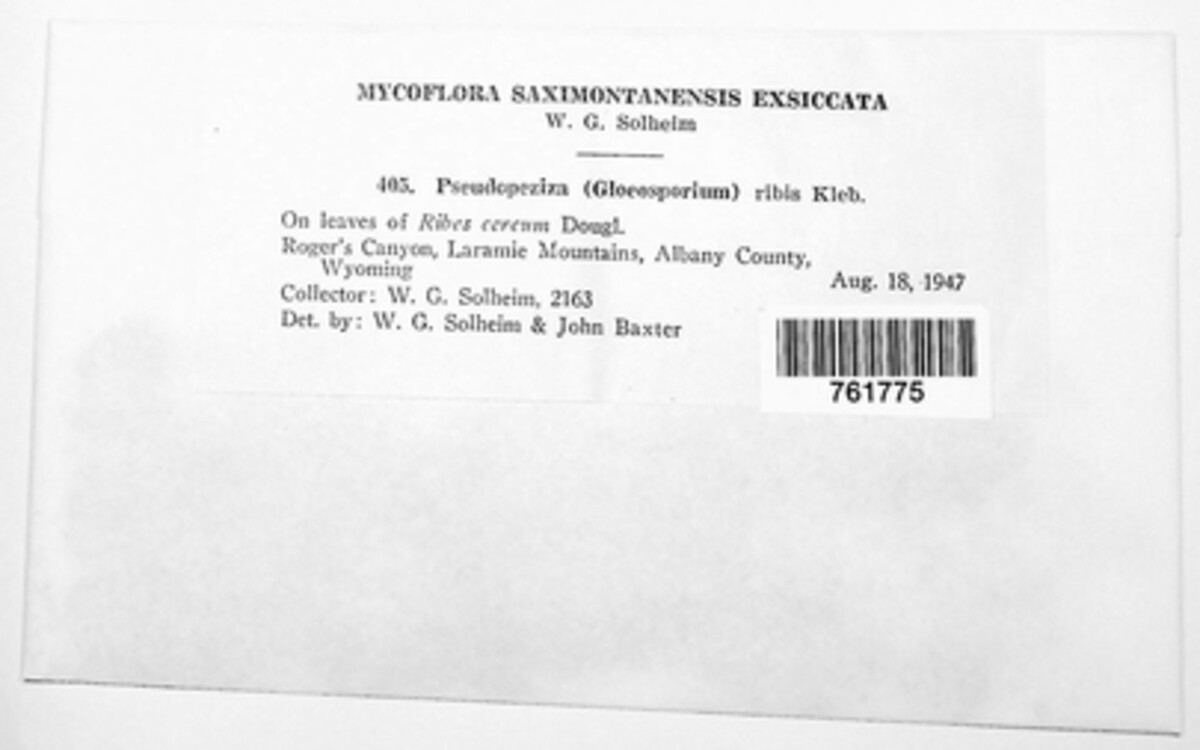 MYCOFLORA SAXIMONTANENSIS EXSICCATA
W. G. Solheim
405. Pseudopeziza (Gloeosporium) ribis Kleb.
On leaves of Ribes cereum Dougl.
Roger's Canyon, Laramie Mountains, Albany County,
Wyoming
Aug. 18, 1947
Collector: W. G. Solheim, 2163
Det. by: W. G. Solheim & John Baxter
761775